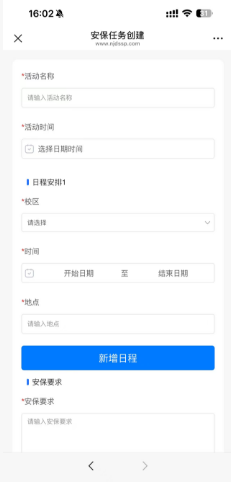 16:02
安保任务创建
*活动名称
请输入活动名称
*活动时间
选择日期时间
日程安排1
*校区
请选择
*时间
开始日期 至 结束日期
*地点
请输入地点
新增日程
安保要求
*安保要求
请输入安保要求